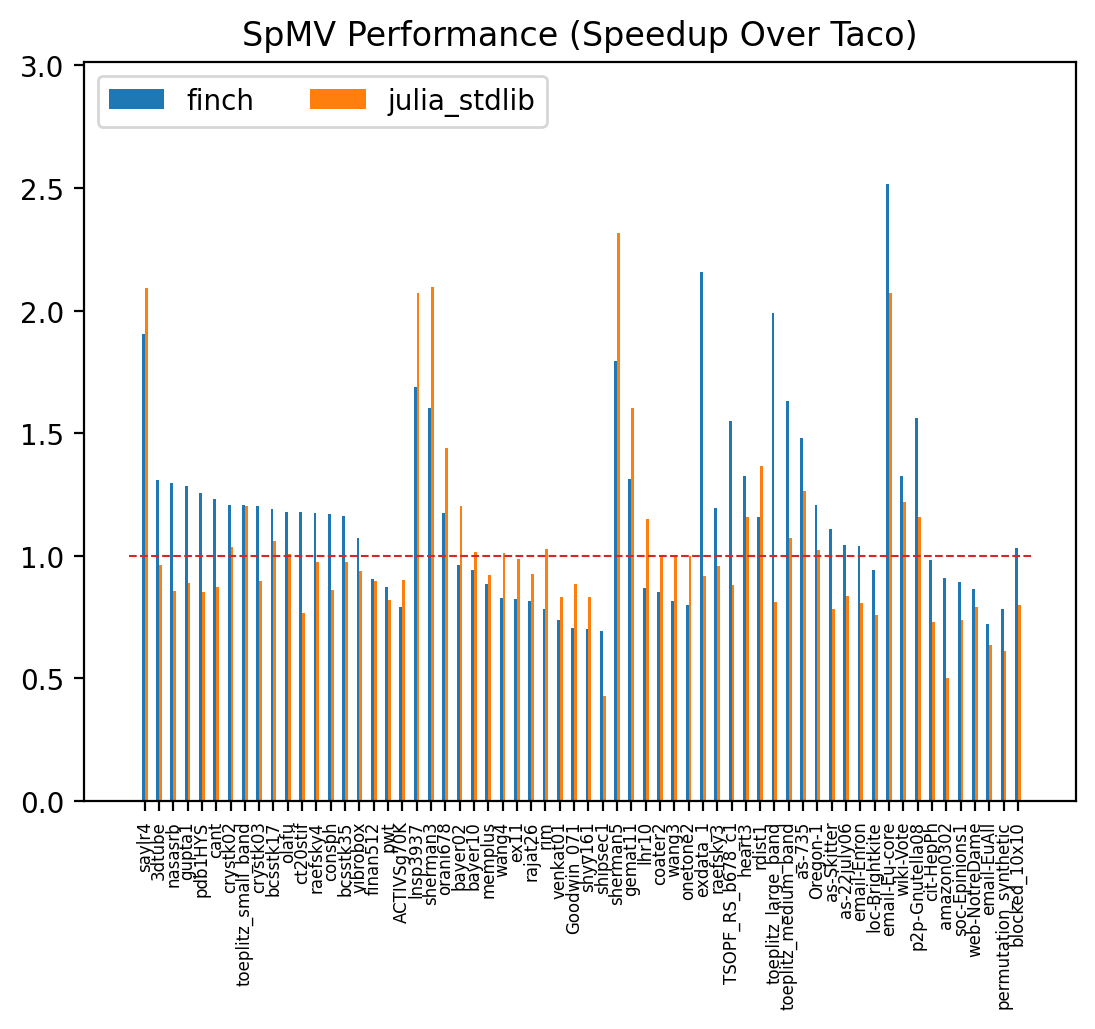 SpMV Performance (Speedup Over Taco)
3.0
2.5
2.0
1.5
1.0
0.5
0.0
finch
julia_stdlib
saylr4
3dtube
nasasrb
gupta1
pdb1HYS
cant
crystk02
toeplitz_small_band
crystk03
bcsstk17
olafu
ct20stif
raefsky4
consph
bcsstk35
ylbrobox
finan512
pwt
ACTIVSg70K
lnsp3937
sherman3
orani678
bayer02
bayer10
memplus
wang4
ex11
rajat26
rim
venkat01
Goodwin_071
shyy161
shipsec1
sherman5
gemat11
lhr10
coater2
wang3
onetone2
exdata_1
raefsky3
TSOPF_RS_b678_c1
heart3
rdist1
toeplitz_large_band
toeplitz_medium_band
as-735
Oregon-1
as-Skitter
as-22july06
email-Enron
loc-Brightkite
email-Eu-core
wiki-Vote
p2p-Gnutella08
cit-HepPh
amazon0302
soc-Epinions1
web-NotreDame
email-EuAll
permutation_synthetic
blocked_10x10